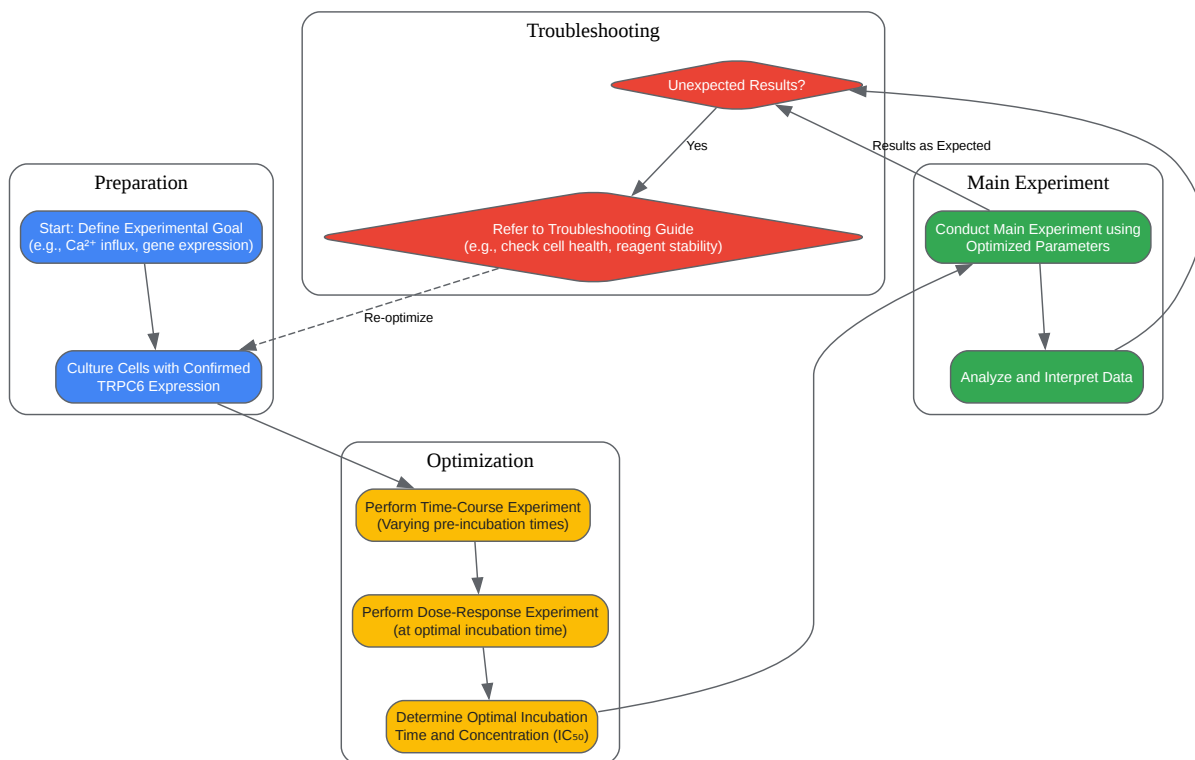 Troubleshooting
Unexpected Results?
Yes
Results as Expected
Refer to Troubleshooting Guide
(e.g., check cell health, reagent stability)
Re-optimize
Preparation
Start: Define Experimental Goal
(e.g., Ca²⁺ influx, gene expression)
Culture Cells with Confirmed
TRPC6 Expression
Main Experiment
Conduct Main Experiment using
Optimized Parameters
Analyze and Interpret Data
Optimization
Perform Time-Course Experiment
(Varying pre-incubation times)
Perform Dose-Response Experiment
(at optimal incubation time)
Determine Optimal Incubation
Time and Concentration (IC₅₀)